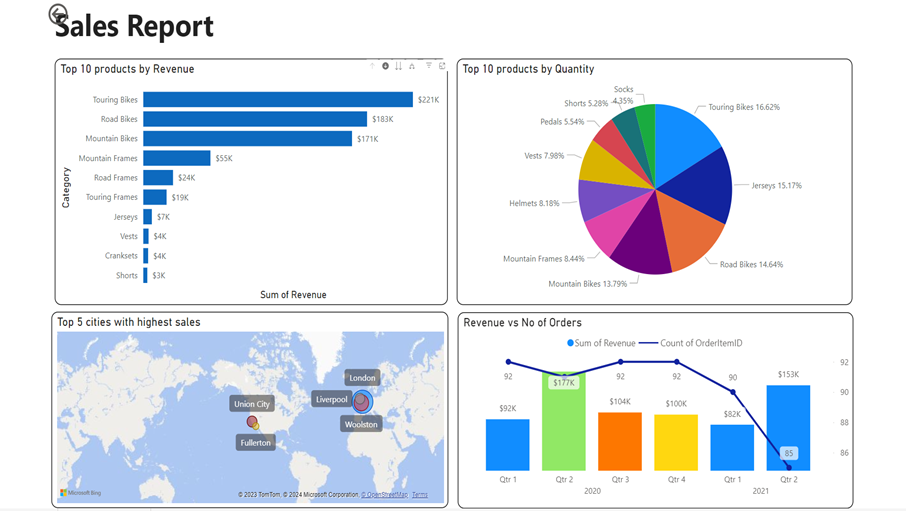 Sales Report
Top 10 products by Revenue
Category
Touring Bikes $221K
Road Bikes $183K
Mountain Bikes $171K
Mountain Frames $55K
Road Frames $24K
Touring Frames $19K
Jerseys $7K
Vests $4K
Cranksets $4K
Shorts $3K
Sum of Revenue
Top 10 products by Quantity
Socks
4.35%
Shorts 5.28%
Touring Bikes 16.62%
Pedals 5.54%
Vests 7.98%
Jerseys 15.17%
Helmets 8.18%
Mountain Frames 8.44%
Road Bikes 14.64%
Mountain Bikes 13.79%
Top 5 cities with highest sales
London
Liverpool
Union City
Woolston
Fullerton
Microsoft Bing
© 2023 TomTom, © 2024 Microsoft Corporation, © OpenStreetMap Terms
Revenue vs No of Orders
Sum of Revenue Count of OrderItemID
92 $177K 92 92 90 $153K 92
$92K $104K $100K $82K 90
88
85 86
Qtr 1 Qtr 2 Qtr 3 Qtr 4 Qtr 1 Qtr 2
2020 2021